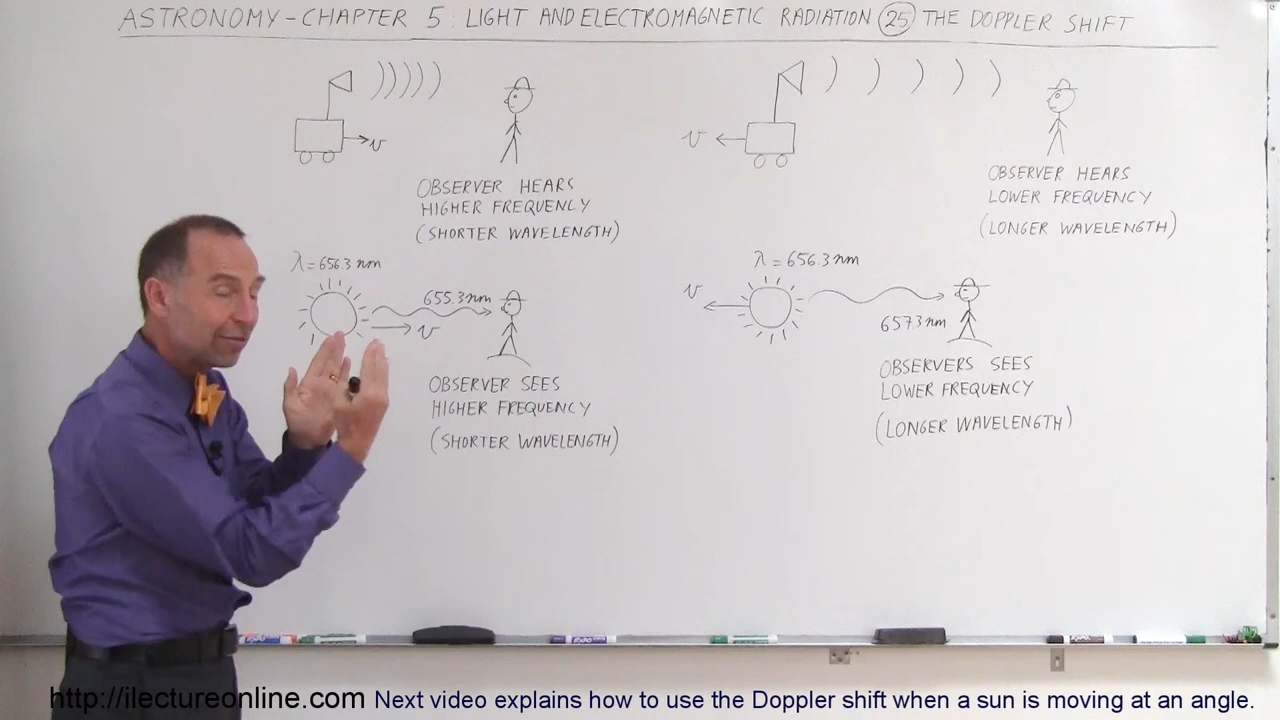 ASTRONOMY - CHAPTER 5: LIGHT AND ELECTROMAGNETIC RADIATION 25 THE DOPPLER SHIFT
v
OBSERVER HEARS
HIGHER FREQUENCY
(SHORTER WAVELENGTH)
v
OBSERVER HEARS
LOWER FREQUENCY
(LONGER WAVELENGTH)
λ = 656.3 nm
655.3 nm
v
OBSERVER SEES
HIGHER FREQUENCY
(SHORTER WAVELENGTH)
λ = 656.3 nm
v
657.3 nm
OBSERVERS SEES
LOWER FREQUENCY
(LONGER WAVELENGTH)
EXPO
http://ilectureonline.com Next video explains how to use the Doppler shift when a sun is moving at an angle.